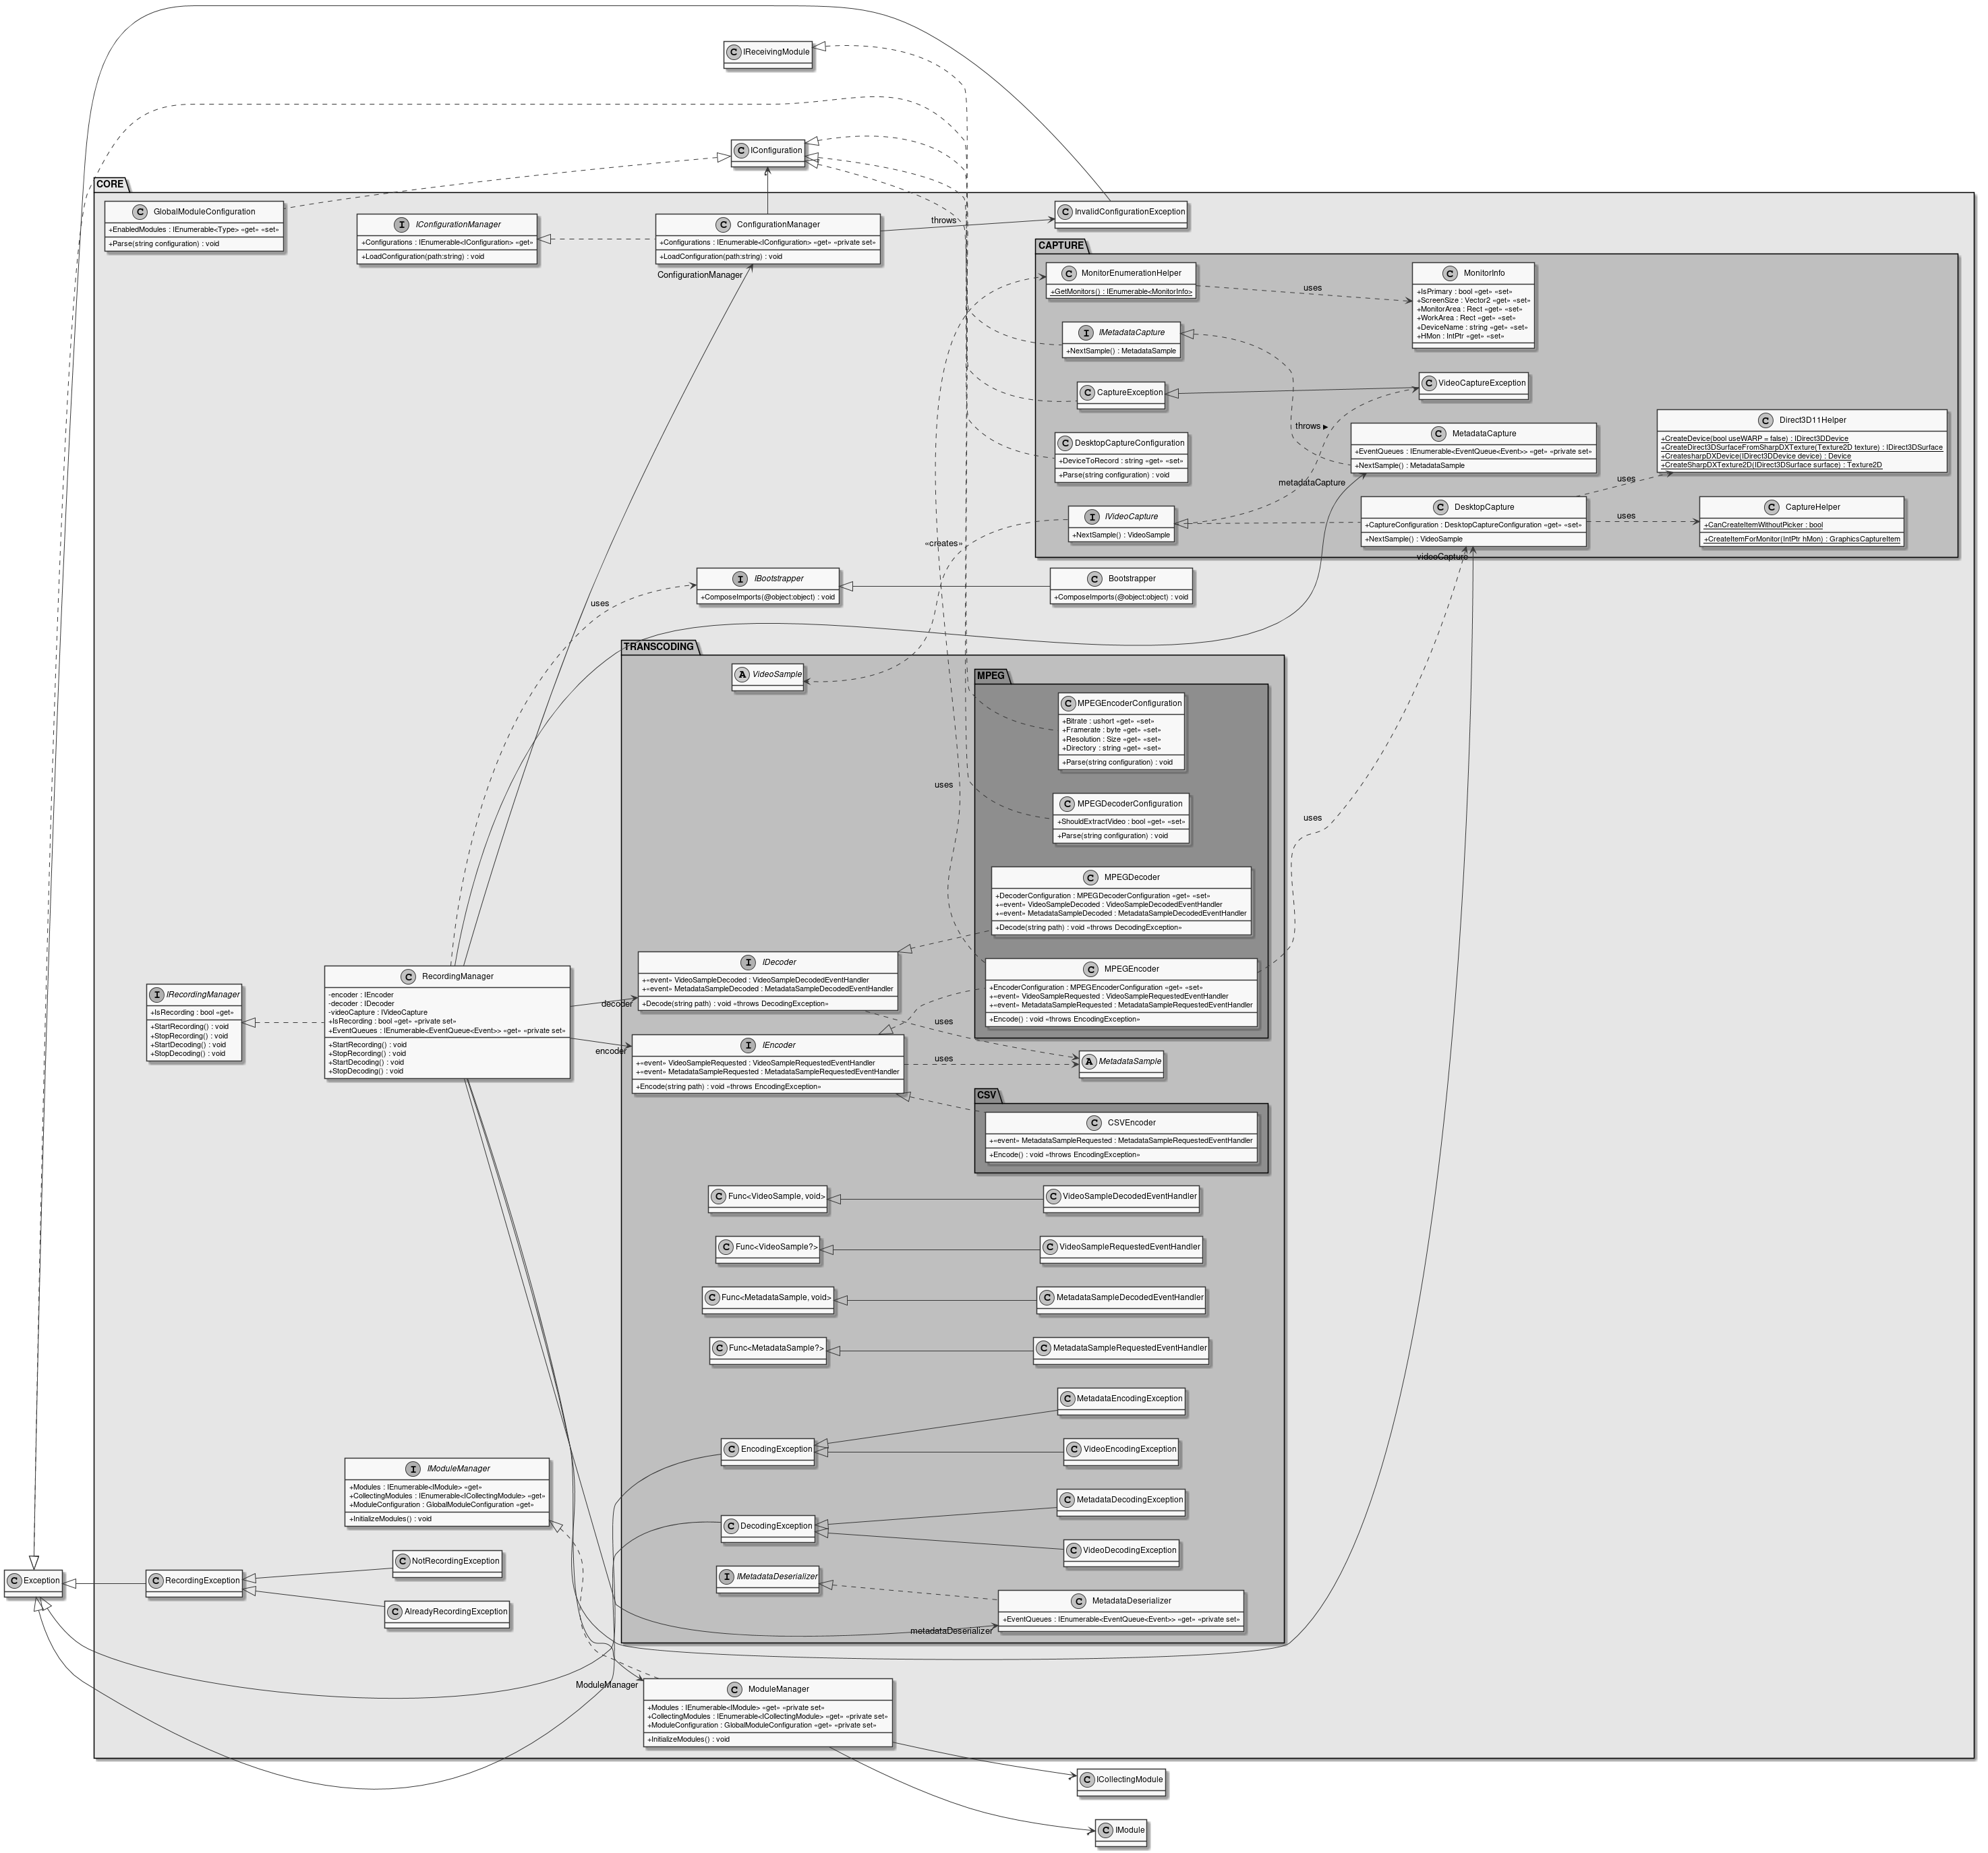 C IReceivingModule
C IConfiguration
CORE
C GlobalModuleConfiguration
+EnabledModules : IEnumerable<Type> «get» «set»
+Parse(string configuration) : void
I IConfigurationManager
+Configurations : IEnumerable<IConfiguration> «get»
+LoadConfiguration(path:string) : void
C ConfigurationManager
+Configurations : IEnumerable<IConfiguration> «get» «private set»
+LoadConfiguration(path:string) : void
ConfigurationManager
throws
C InvalidConfigurationException
CAPTURE
C MonitorEnumerationHelper
+GetMonitors() : IEnumerable<MonitorInfo>
uses
C MonitorInfo
+IsPrimary : bool «get» «set»
+ScreenSize : Vector2 «get» «set»
+MonitorArea : Rect «get» «set»
+WorkArea : Rect «get» «set»
+DeviceName : string «get» «set»
+HMon : IntPtr «get» «set»
I IMetadataCapture
+NextSample() : MetadataSample
C CaptureException
C VideoCaptureException
throws ▶
C DesktopCaptureConfiguration
+DeviceToRecord : string «get» «set»
+Parse(string configuration) : void
metadataCapture
C MetadataCapture
+EventQueues : IEnumerable<EventQueue<Event>> «get» «private set»
+NextSample() : MetadataSample
C Direct3D11Helper
+CreateDevice(bool useWARP = false) : IDirect3DDevice
+CreateDirect3DSurfaceFromSharpDXTexture(Texture2D texture) : IDirect3DSurface
+CreatesharpDXDevice(IDirect3DDevice device) : Device
+CreateSharpDXTexture2D(IDirect3DSurface surface) : Texture2D
uses
I IVideoCapture
+NextSample() : VideoSample
C DesktopCapture
+CaptureConfiguration : DesktopCaptureConfiguration «get» «set»
+NextSample() : VideoSample
uses
C CaptureHelper
+CanCreateItemWithoutPicker : bool
+CreateItemForMonitor(IntPtr hMon) : GraphicsCaptureItem
videoCapture
«creates»
uses
I IBootstrapper
+ComposeImports(@object:object) : void
C Bootstrapper
+ComposeImports(@object:object) : void
TRANSCODING
A VideoSample
MPEG
C MPEGEncoderConfiguration
+Bitrate : ushort «get» «set»
+Framerate : byte «get» «set»
+Resolution : Size «get» «set»
+Directory : string «get» «set»
+Parse(string configuration) : void
uses
uses
C MPEGDecoderConfiguration
+ShouldExtractVideo : bool «get» «set»
+Parse(string configuration) : void
C MPEGDecoder
+DecoderConfiguration : MPEGDecoderConfiguration «get» «set»
+«event» VideoSampleDecoded : VideoSampleDecodedEventHandler
+«event» MetadataSampleDecoded : MetadataSampleDecodedEventHandler
+Decode(string path) : void «throws DecodingException»
C MPEGEncoder
+EncoderConfiguration : MPEGEncoderConfiguration «get» «set»
+«event» VideoSampleRequested : VideoSampleRequestedEventHandler
+«event» MetadataSampleRequested : MetadataSampleRequestedEventHandler
+Encode() : void «throws EncodingException»
I IRecordingManager
+IsRecording : bool «get»
+StartRecording() : void
+StopRecording() : void
+StartDecoding() : void
+StopDecoding() : void
C RecordingManager
-encoder : IEncoder
-decoder : IDecoder
-videoCapture : IVideoCapture
+IsRecording : bool «get» «private set»
+EventQueues : IEnumerable<EventQueue<Event>> «get» «private set»
+StartRecording() : void
+StopRecording() : void
+StartDecoding() : void
+StopDecoding() : void
decoder
encoder
I IDecoder
+«event» VideoSampleDecoded : VideoSampleDecodedEventHandler
+«event» MetadataSampleDecoded : MetadataSampleDecodedEventHandler
+Decode(string path) : void «throws DecodingException»
uses
I IEncoder
+«event» VideoSampleRequested : VideoSampleRequestedEventHandler
+«event» MetadataSampleRequested : MetadataSampleRequestedEventHandler
+Encode(string path) : void «throws EncodingException»
uses
A MetadataSample
CSV
C CSVEncoder
+«event» MetadataSampleRequested : MetadataSampleRequestedEventHandler
+Encode() : void «throws EncodingException»
C Func<VideoSample, void>
C VideoSampleDecodedEventHandler
C Func<VideoSample?>
C VideoSampleRequestedEventHandler
C Func<MetadataSample, void>
C MetadataSampleDecodedEventHandler
C Func<MetadataSample?>
C MetadataSampleRequestedEventHandler
C MetadataEncodingException
C EncodingException
C VideoEncodingException
C MetadataDecodingException
C DecodingException
C VideoDecodingException
I IMetadataDeserializer
C MetadataDeserializer
+EventQueues : IEnumerable<EventQueue<Event>> «get» «private set»
metadataDeserializer
I IModuleManager
+Modules : IEnumerable<IModule> «get»
+CollectingModules : IEnumerable<ICollectingModule> «get»
+ModuleConfiguration : GlobalModuleConfiguration «get»
+InitializeModules() : void
C Exception
C RecordingException
C NotRecordingException
C AlreadyRecordingException
ModuleManager
C ModuleManager
+Modules : IEnumerable<IModule> «get» «private set»
+CollectingModules : IEnumerable<ICollectingModule> «get» «private set»
+ModuleConfiguration : GlobalModuleConfiguration «get» «private set»
+InitializeModules() : void
C ICollectingModule
C IModule